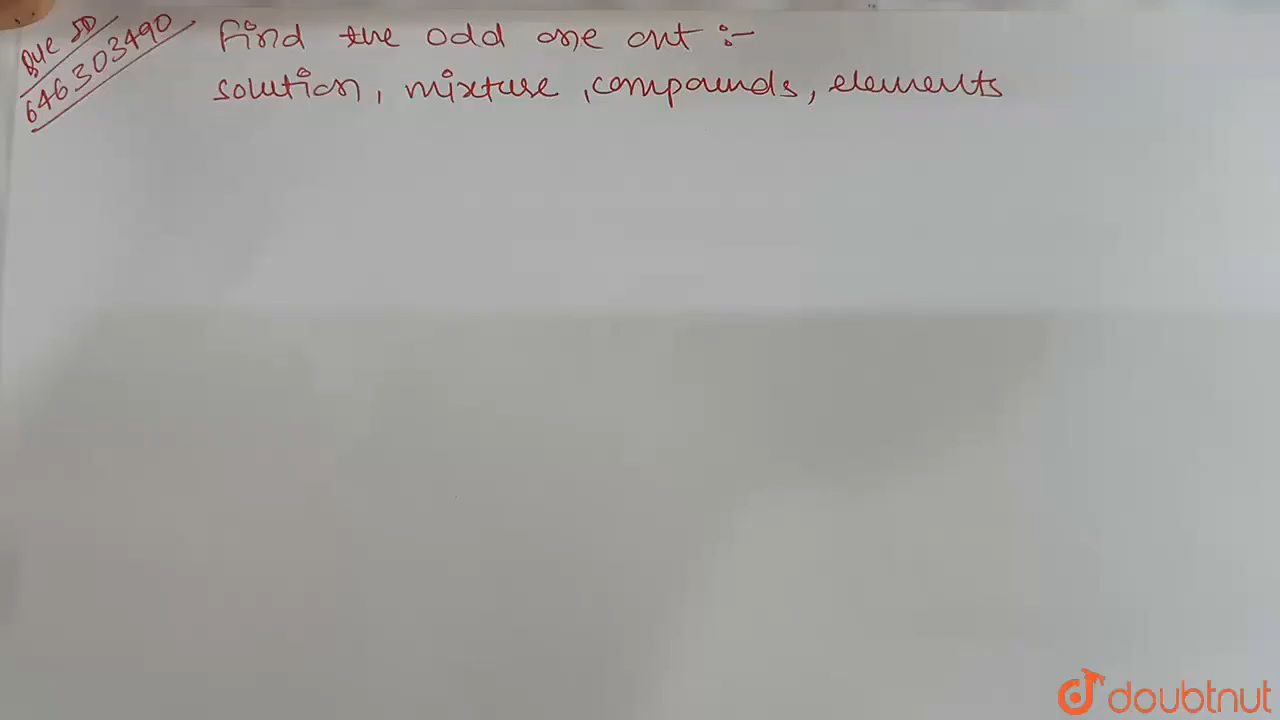 Que ID
646303490
Find the odd one out :-
solution, mixture, compounds, elements
doubtnut